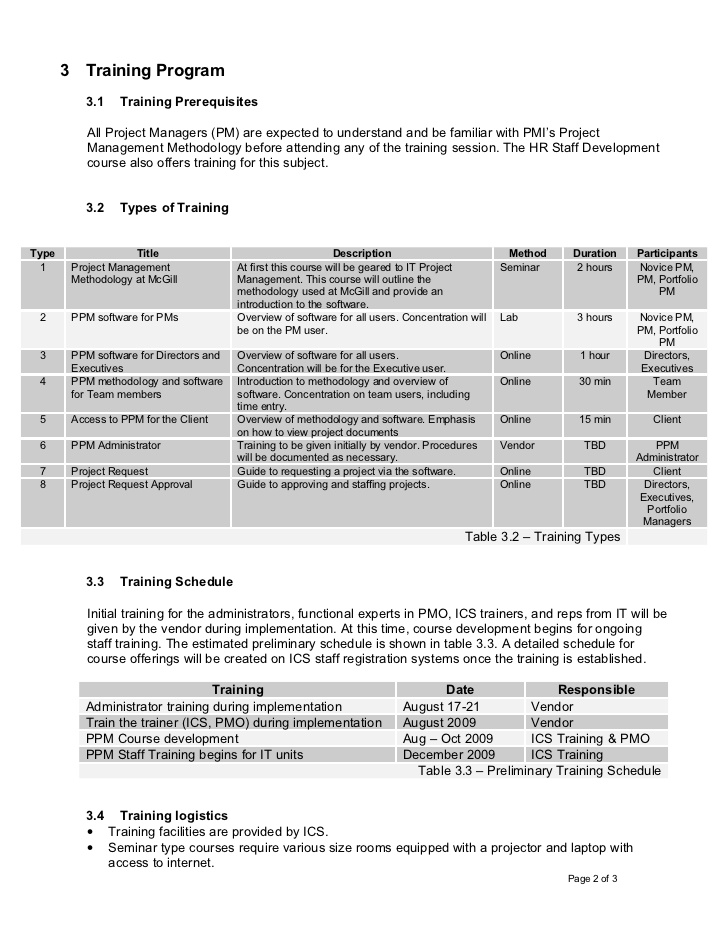 3 Training Program
3.1 Training Prerequisites
All Project Managers (PM) are expected to understand and be familiar with PMI's Project
Management Methodology before attending any of the training session. The HR Staff Development
course also offers training for this subject.
3.2 Types of Training
Type Title Description Method Duration Participants
1 Project Management At first this course will be geared to IT Project Seminar 2 hours Novice PM,
Methodology at McGill Management. This course will outline the PM, Portfolio
methodology used at McGill and provide an PM
introduction to the software.
2 PPM software for PMs Overview of software for all users. Concentration will Lab 3 hours Novice PM,
be on the PM user. PM, Portfolio
PM
3 PPM software for Directors and Overview of software for all users. Online 1 hour Directors,
Executives Concentration will be for the Executive user. Executives
4 PPM methodology and software Introduction to methodology and overview of Online 30 min Team
for Team members software. Concentration on team users, including Member
time entry.
5 Access to PPM for the Client Overview of methodology and software. Emphasis Online 15 min Client
on how to view project documents
6 PPM Administrator Training to be given initially by vendor. Procedures Vendor TBD PPM
will be documented as necessary. Administrator
7 Project Request Guide to requesting a project via the software. Online TBD Client
8 Project Request Approval Guide to approving and staffing projects. Online TBD Directors,
Executives,
Portfolio
Managers
Table 3.2 – Training Types
3.3 Training Schedule
Initial training for the administrators, functional experts in PMO, ICS trainers, and reps from IT will be
given by the vendor during implementation. At this time, course development begins for ongoing
staff training. The estimated preliminary schedule is shown in table 3.3. A detailed schedule for
course offerings will be created on ICS staff registration systems once the training is established.
Training Date Responsible
Administrator training during implementation August 17-21 Vendor
Train the trainer (ICS, PMO) during implementation August 2009 Vendor
PPM Course development Aug – Oct 2009 ICS Training & PMO
PPM Staff Training begins for IT units December 2009 ICS Training
Table 3.3 – Preliminary Training Schedule
3.4 Training logistics
• Training facilities are provided by ICS.
• Seminar type courses require various size rooms equipped with a projector and laptop with
access to internet.
Page 2 of 3